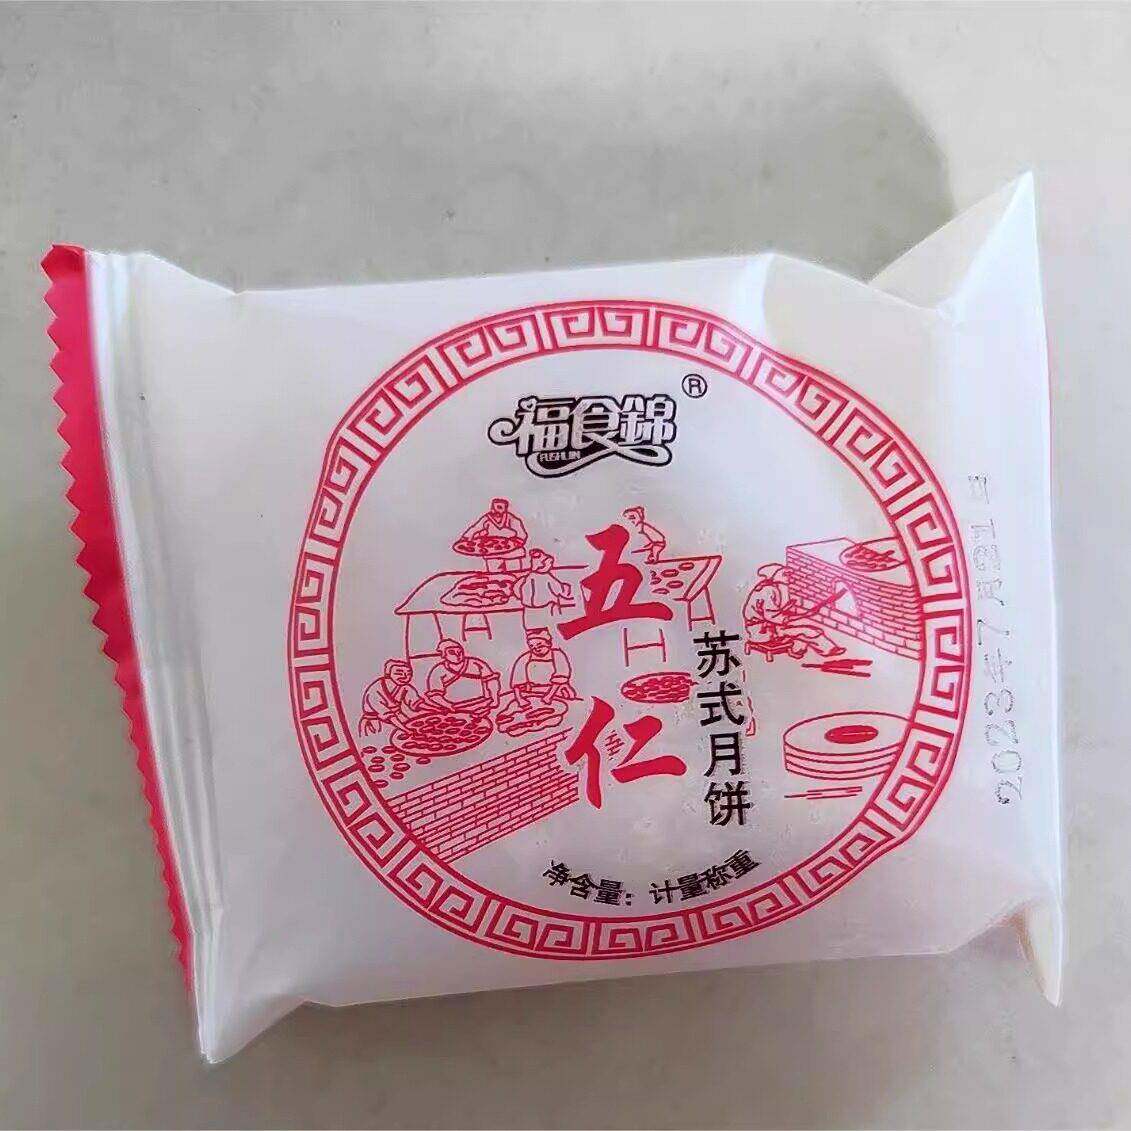 福食錦®
FUSHIJIN
五仁
苏式月饼
净含量：计量称重
2023年7月21日